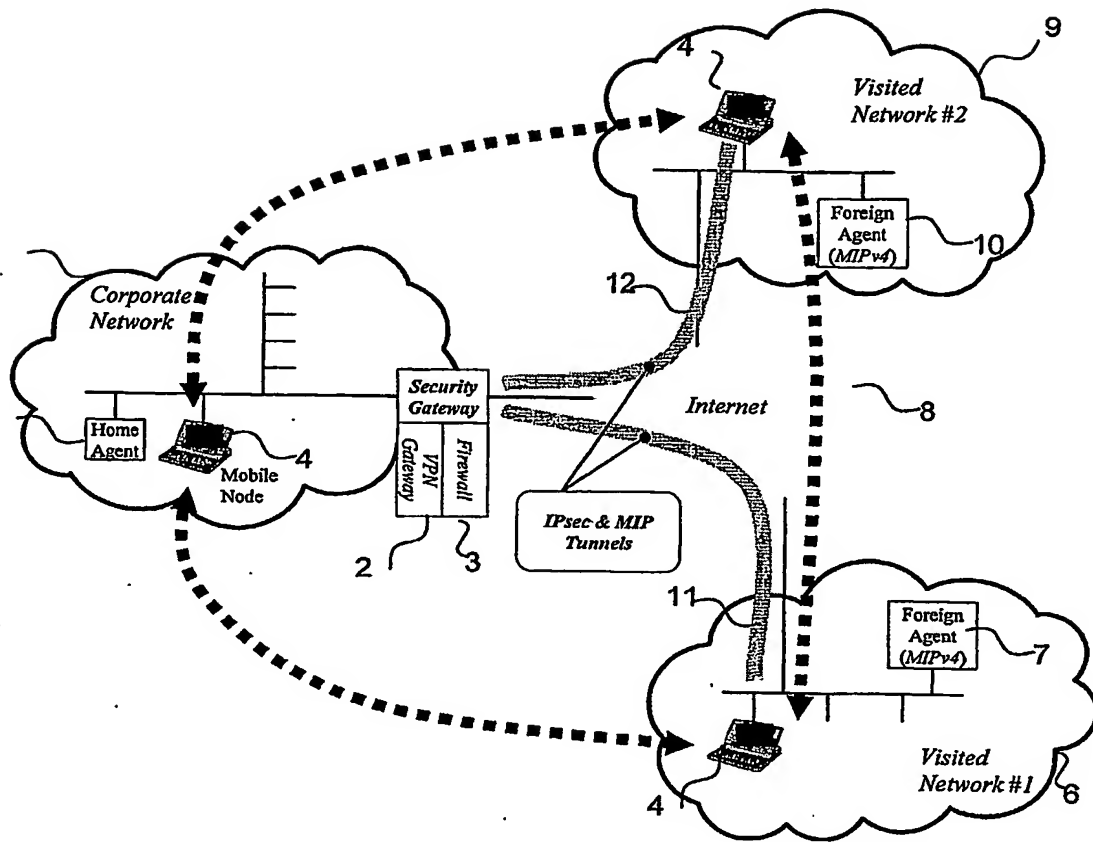 9
4
Visited
Network #2
Foreign
Agent
(MIPv4)
10
12
Corporate
Network
Security
Gateway
Internet
8
Home
Agent
4
Mobile
Node
VPN
Gateway
Firewall
IPsec & MIP
Tunnels
2
3
11
Foreign
Agent
(MIPv4)
7
4
Visited
Network #1
6